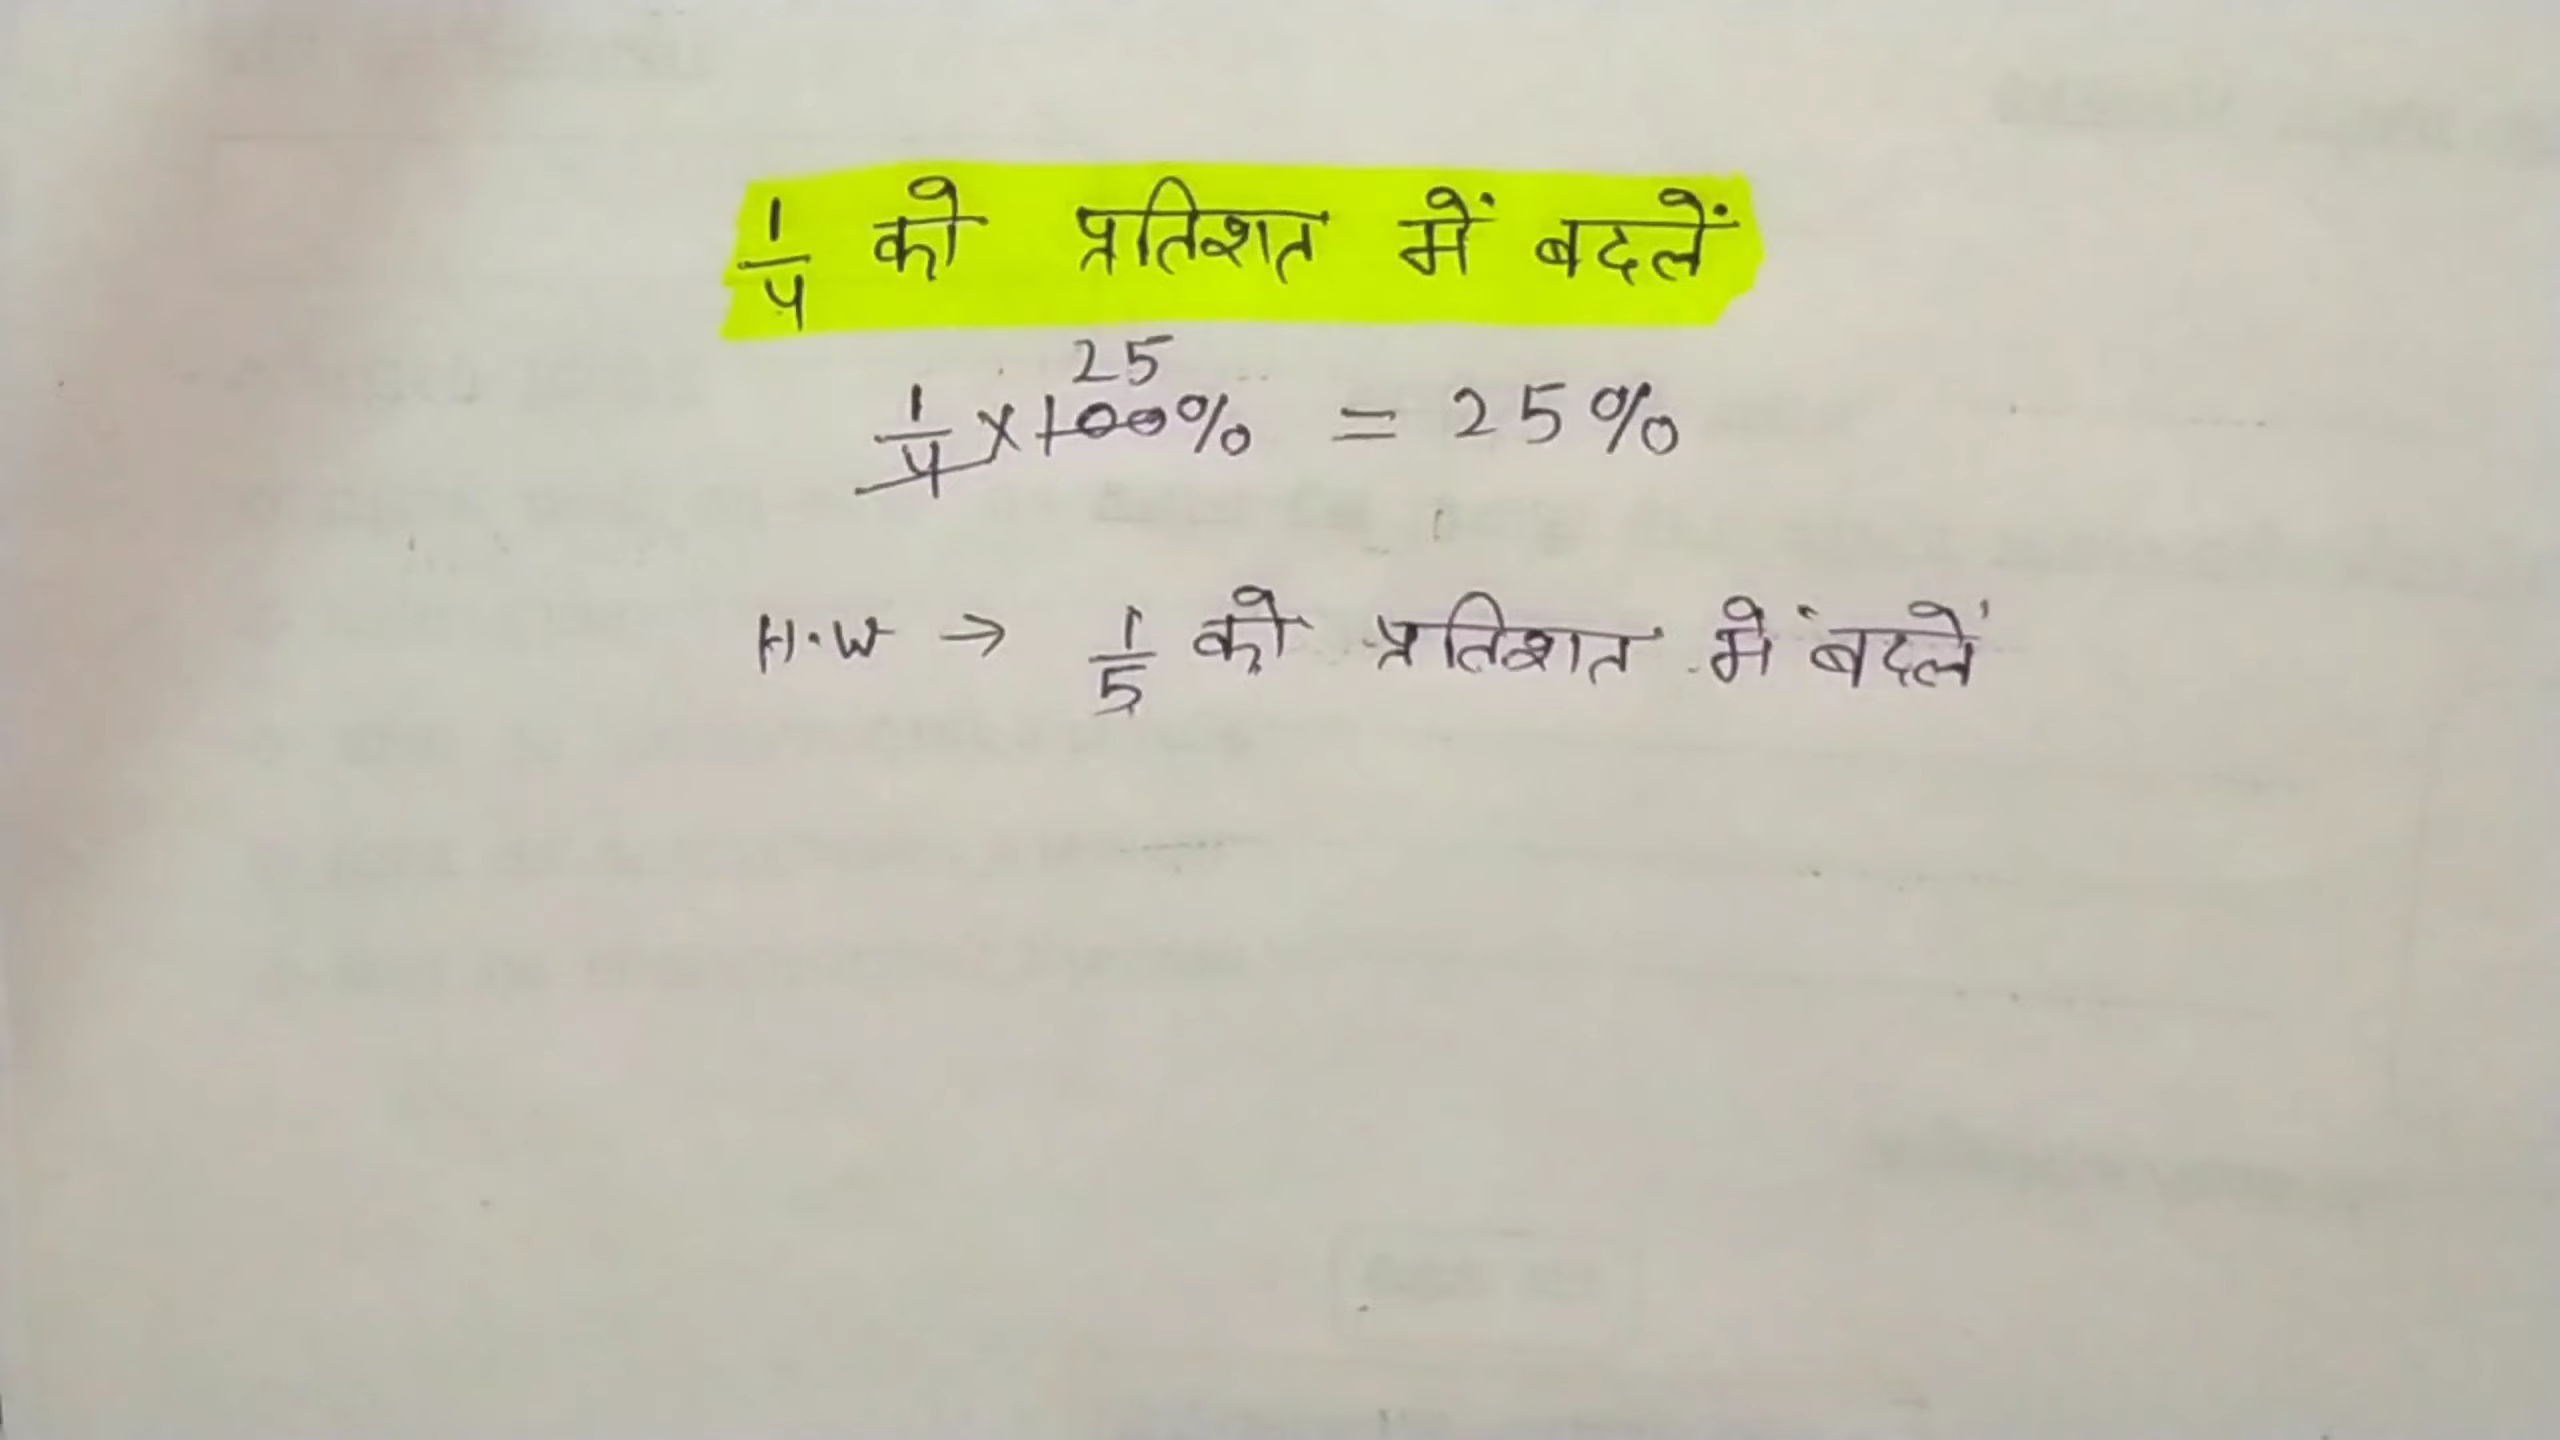 1/4 को प्रतिशत में बदलें
25
1/4 × 100% = 25%
H.W → 1/5 को प्रतिशत में बदलें